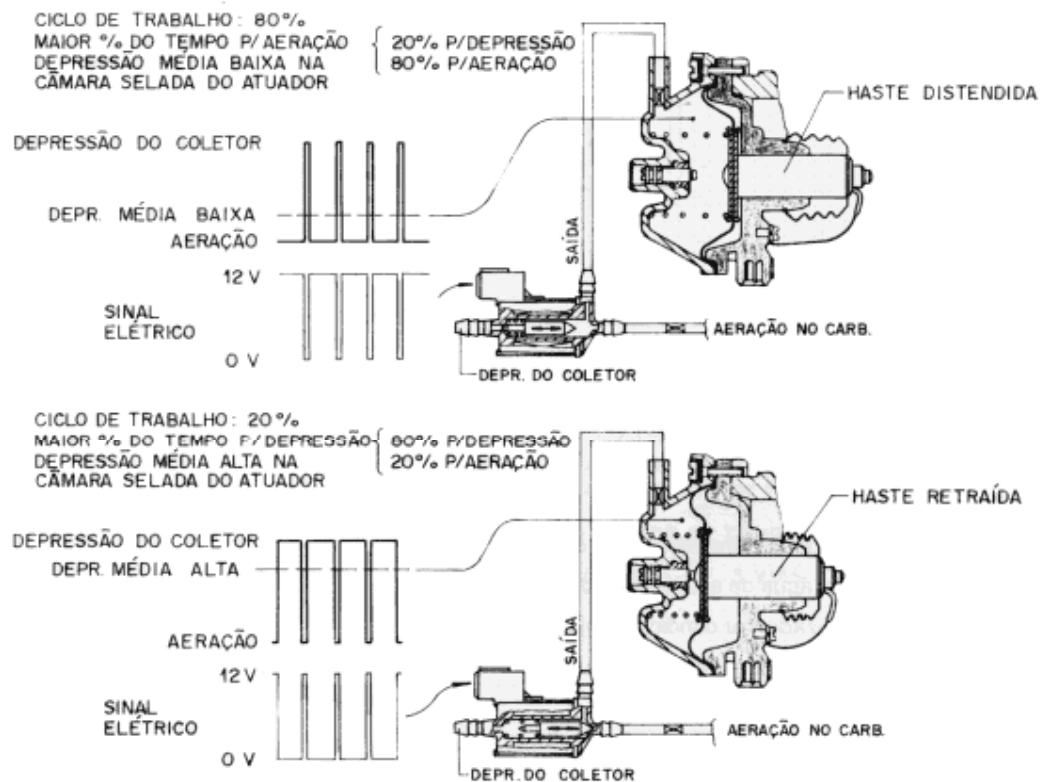 CICLO DE TRABALHO: 80%
MAIOR % DO TEMPO P/AERAÇÃO { 20% P/DEPRESSÃO
DEPRESSÃO MÉDIA BAIXA NA { 80% P/AERAÇÃO
CÂMARA SELADA DO ATUADOR
HASTE DISTENDIDA
DEPRESSÃO DO COLETOR
DEPR. MÉDIA BAIXA
AERAÇÃO
SAÍDA
12 V
SINAL
ELÉTRICO
0 V
AERAÇÃO NO CARB.
DEPR. DO COLETOR
CICLO DE TRABALHO: 20%
MAIOR % DO TEMPO P/DEPRESSÃO { 80% P/DEPRESSÃO
DEPRESSÃO MÉDIA ALTA NA { 20% P/AERAÇÃO
CÂMARA SELADA DO ATUADOR
HASTE RETRAÍDA
DEPRESSÃO DO COLETOR
DEPR. MÉDIA ALTA
AERAÇÃO
SAÍDA
12 V
SINAL
ELÉTRICO
0 V
AERAÇÃO NO CARB.
DEPR. DO COLETOR